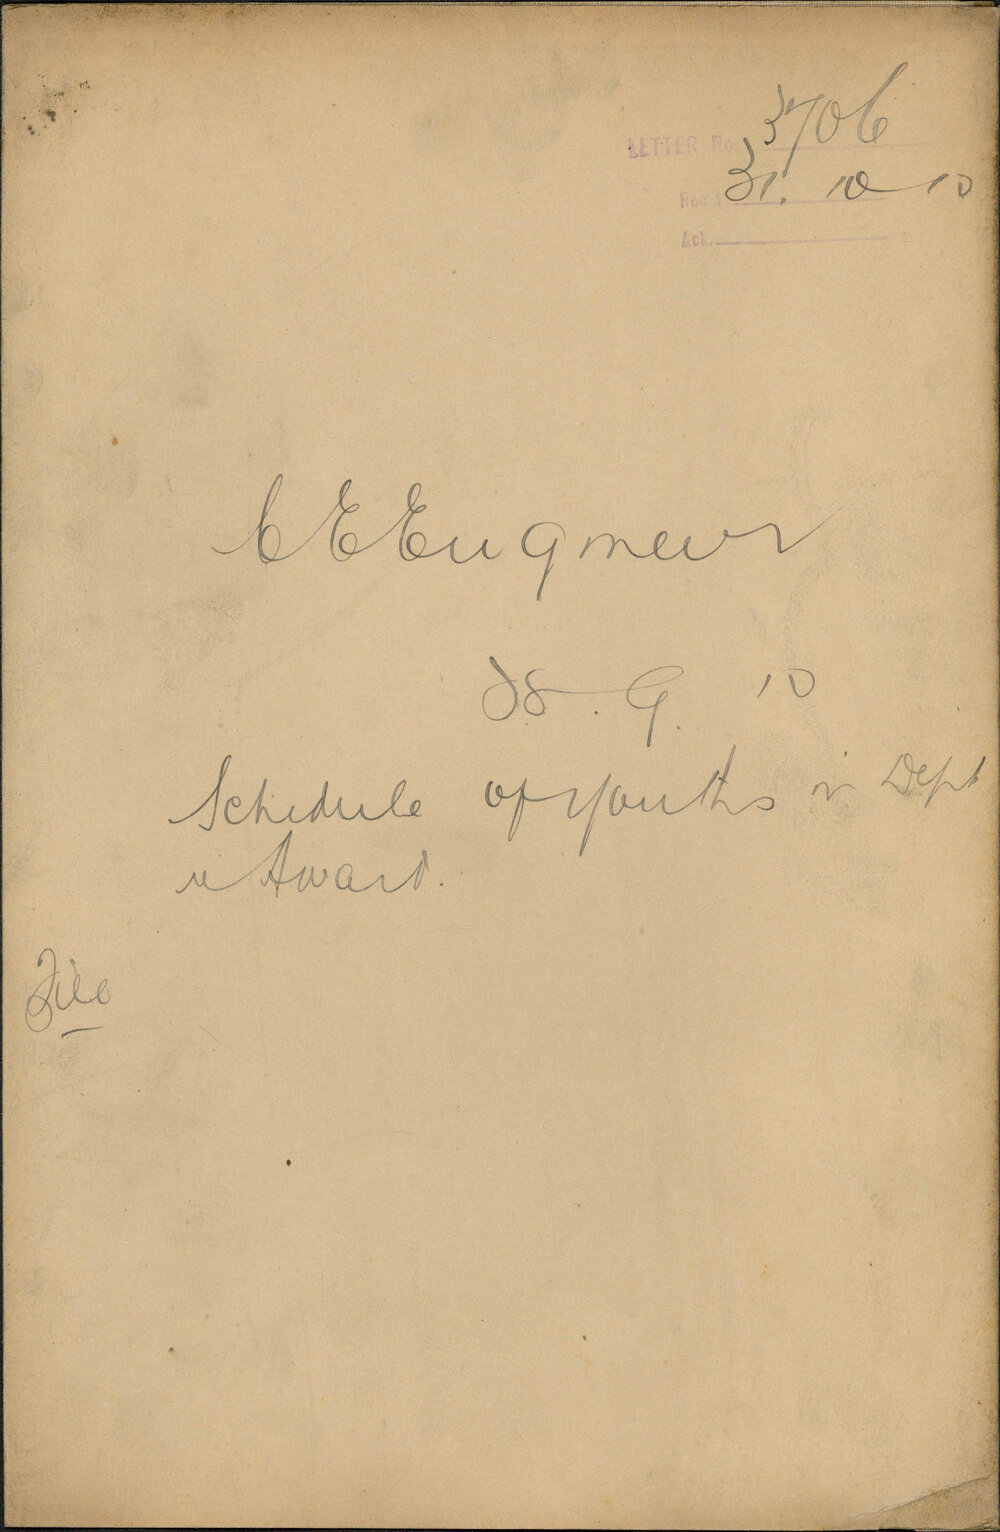 LETTER No. 3706
Rec'd 31. 10 10
Ack.
C E Engineer
28. 9. 10
Schedule of youths in Dept
re Award.
File